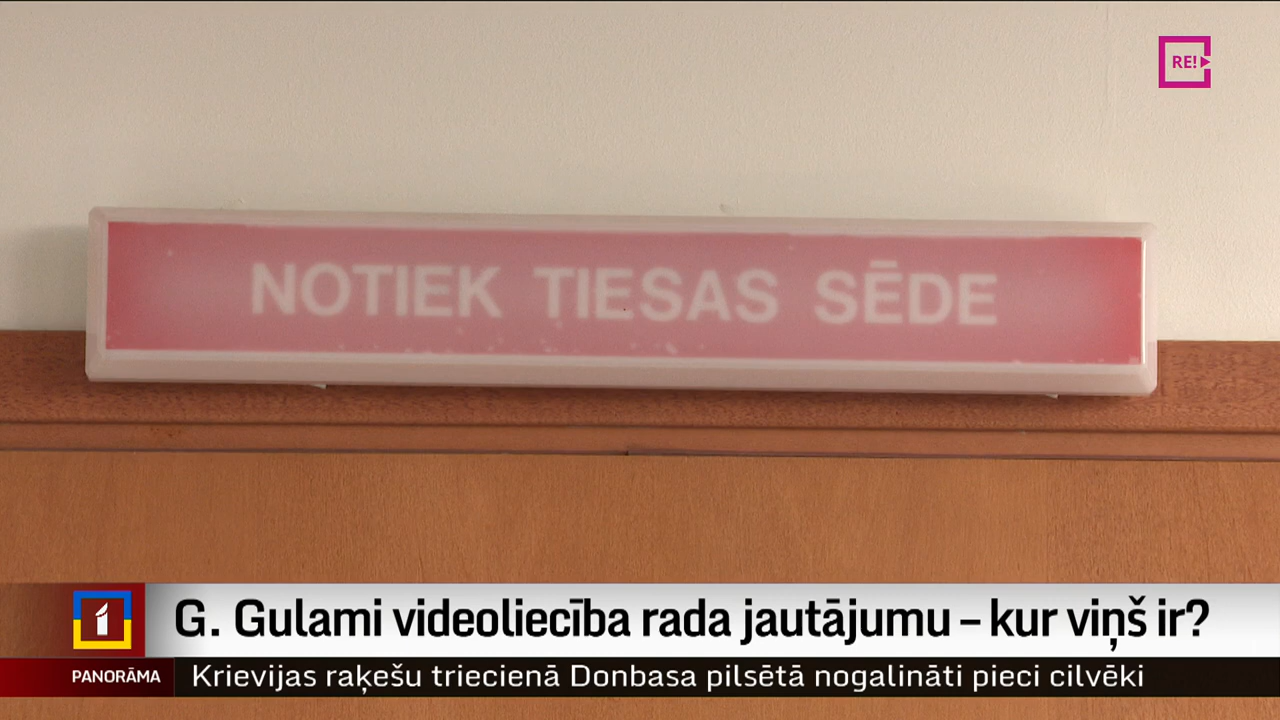 RE!
NOTIEK TIESAS SĒDE
1
G. Gulami videoliecība rada jautājumu – kur viņš ir?
PANORĀMA
Krievijas raķešu triecienā Donbasa pilsētā nogalināti pieci cilvēki